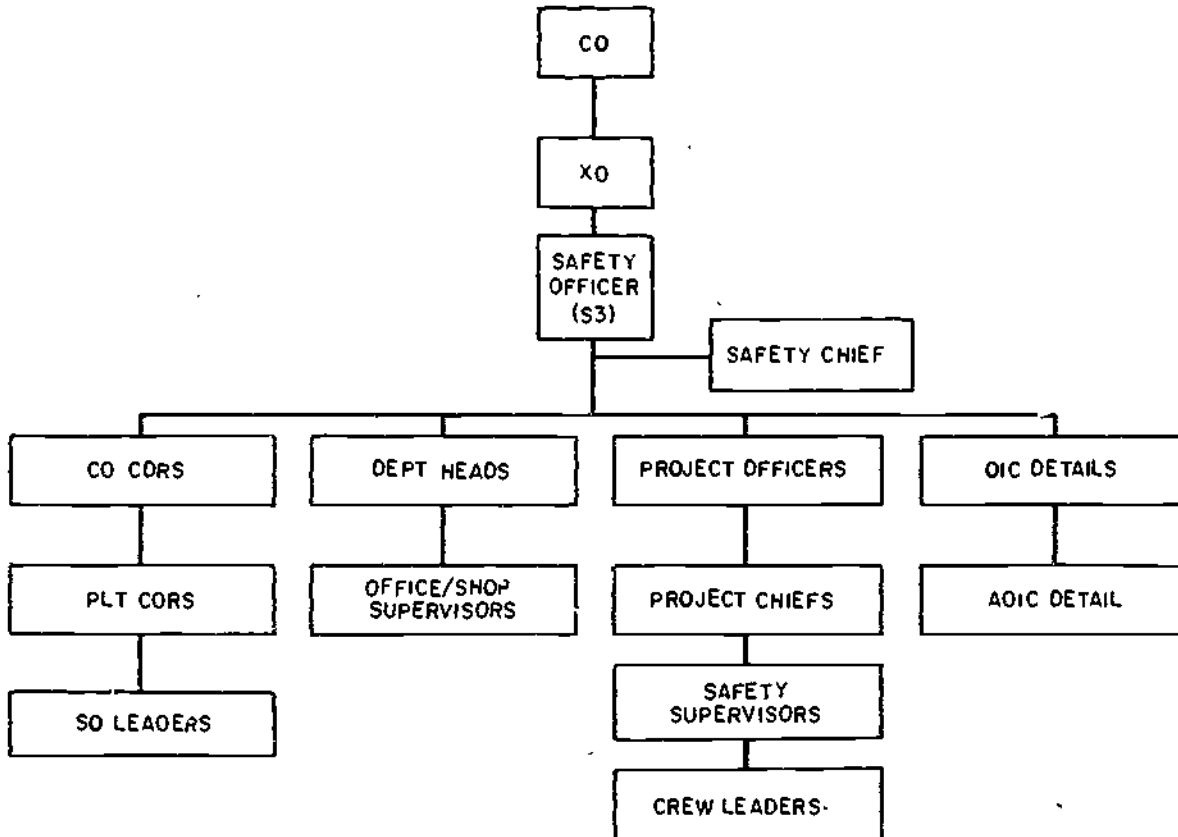 CO
XO
SAFETY
OFFICER
(S3)
SAFETY CHIEF
CO CDRS
DEPT HEADS
PROJECT OFFICERS
OIC DETAILS
PLT CDRS
OFFICE/SHOP
SUPERVISORS
PROJECT CHIEFS
AOIC DETAIL
SQ LEADERS
SAFETY
SUPERVISORS
CREW LEADERS